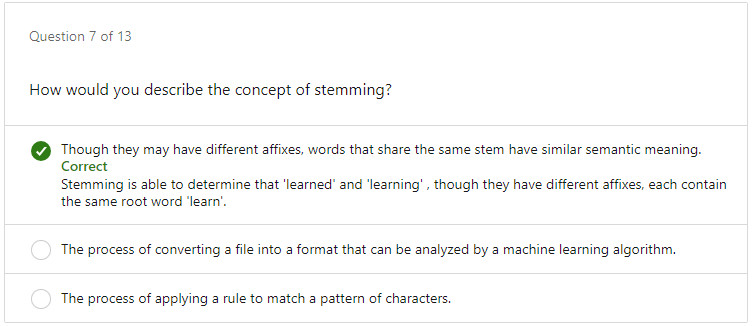 Question 7 of 13
How would you describe the concept of stemming?
Though they may have different affixes, words that share the same stem have similar semantic meaning.
Correct
Stemming is able to determine that 'learned' and 'learning' , though they have different affixes, each contain
the same root word 'learn'.
The process of converting a file into a format that can be analyzed by a machine learning algorithm.
The process of applying a rule to match a pattern of characters.